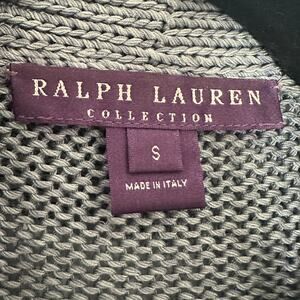 RALPH LAUREN
COLLECTION
S
MADE IN ITALY